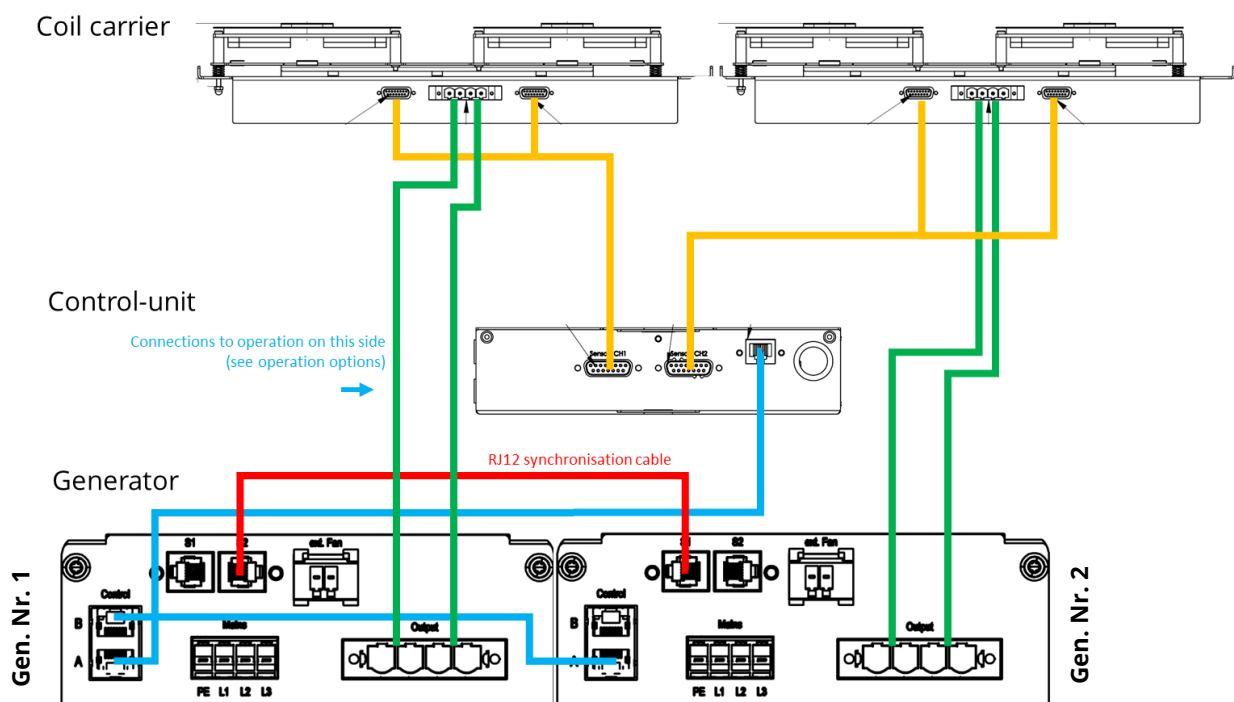 Coil carrier
Control-unit
Connections to operation on this side
(see operation options)
Sensor CH1
Sensor CH2
RJ12 synchronisation cable
Generator
Gen. Nr. 1
S1
ext. Fan
Control
B
A
Mains
PE L1 L2 L3
Output
S1
S2
ext. Fan
Control
B
A
Mains
PE L1 L2 L3
Output
Gen. Nr. 2